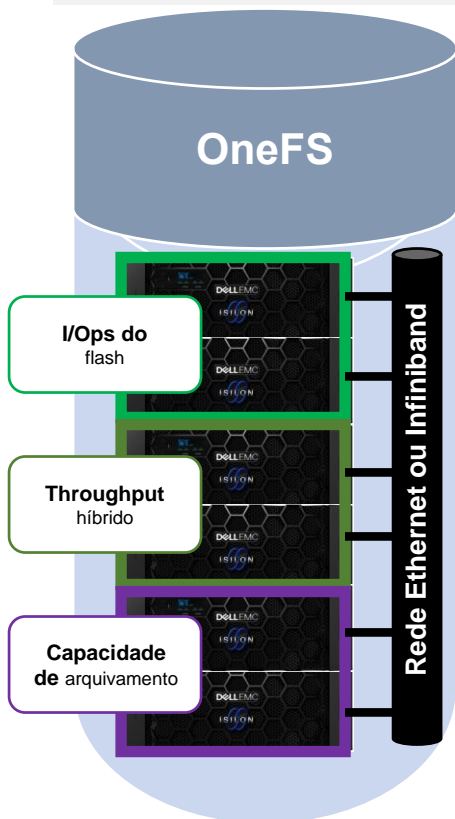 OneFS
I/Ops do
flash
Throughput
híbrido
Capacidade
de arquivamento
DELLEMC
ISILON
DELLEMC
ISILON
DELLEMC
ISILON
DELLEMC
ISILON
DELLEMC
ISILON
DELLEMC
ISILON
Rede Ethernet ou Infiniband